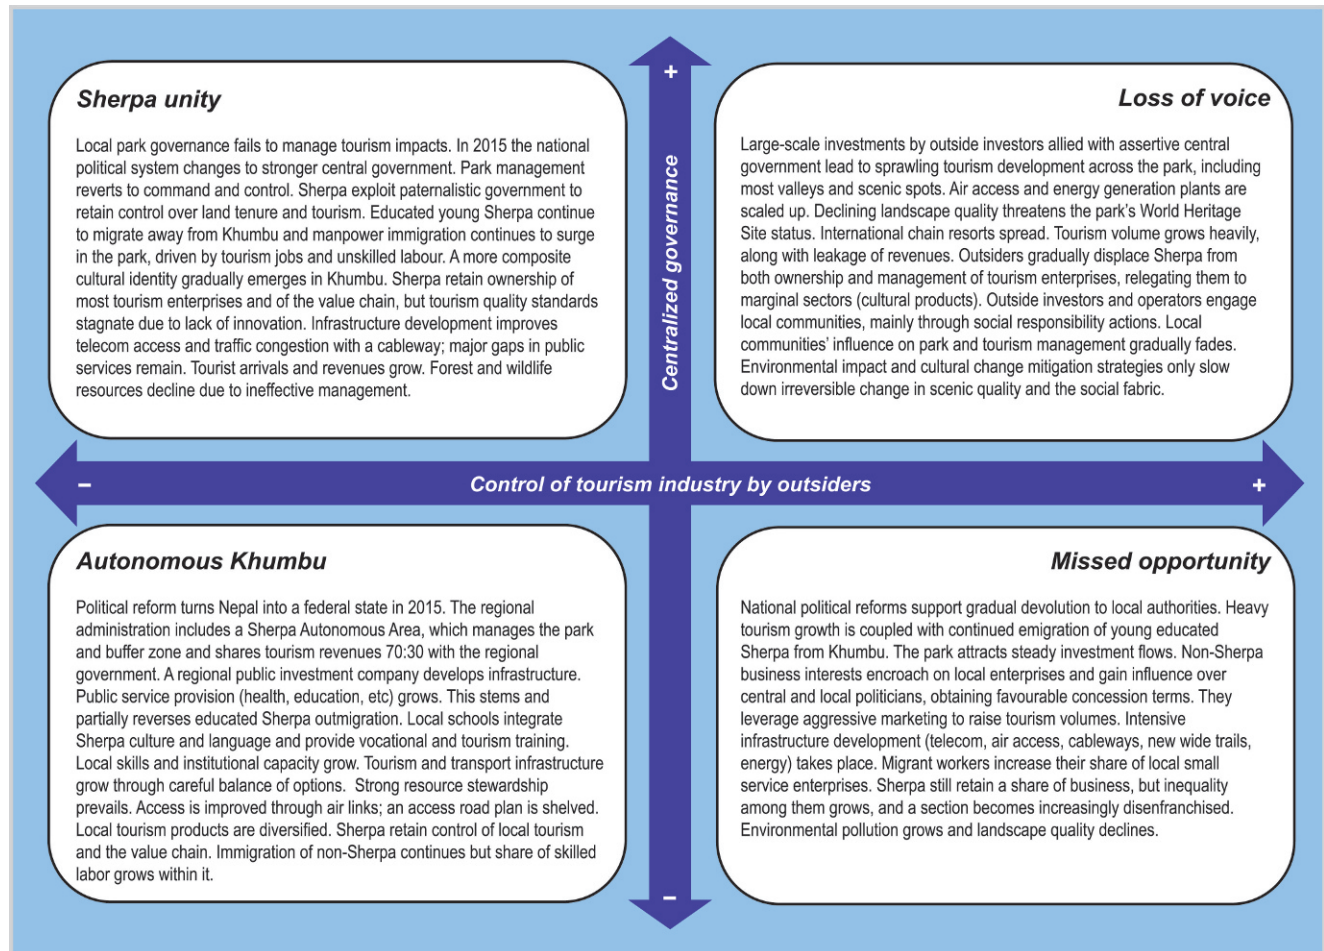 Sherpa unity
Local park governance fails to manage tourism impacts. In 2015 the national
political system changes to stronger central government. Park management
reverts to command and control. Sherpa exploit paternalistic government to
retain control over land tenure and tourism. Educated young Sherpa continue
to migrate away from Khumbu and manpower immigration continues to surge
in the park, driven by tourism jobs and unskilled labour. A more composite
cultural identity gradually emerges in Khumbu. Sherpa retain ownership of
most tourism enterprises and of the value chain, but tourism quality standards
stagnate due to lack of innovation. Infrastructure development improves
telecom access and traffic congestion with a cableway; major gaps in public
services remain. Tourist arrivals and revenues grow. Forest and wildlife
resources decline due to ineffective management.
+
Centralized governance
Loss of voice
Large-scale investments by outside investors allied with assertive central
government lead to sprawling tourism development across the park, including
most valleys and scenic spots. Air access and energy generation plants are
scaled up. Declining landscape quality threatens the park's World Heritage
Site status. International chain resorts spread. Tourism volume grows heavily,
along with leakage of revenues. Outsiders gradually displace Sherpa from
both ownership and management of tourism enterprises, relegating them to
marginal sectors (cultural products). Outside investors and operators engage
local communities, mainly through social responsibility actions. Local
communities' influence on park and tourism management gradually fades.
Environmental impact and cultural change mitigation strategies only slow
down irreversible change in scenic quality and the social fabric.
–
Control of tourism industry by outsiders
+
Autonomous Khumbu
Political reform turns Nepal into a federal state in 2015. The regional
administration includes a Sherpa Autonomous Area, which manages the park
and buffer zone and shares tourism revenues 70:30 with the regional
government. A regional public investment company develops infrastructure.
Public service provision (health, education, etc) grows. This stems and
partially reverses educated Sherpa outmigration. Local schools integrate
Sherpa culture and language and provide vocational and tourism training.
Local skills and institutional capacity grow. Tourism and transport infrastructure
grow through careful balance of options. Strong resource stewardship
prevails. Access is improved through air links; an access road plan is shelved.
Local tourism products are diversified. Sherpa retain control of local tourism
and the value chain. Immigration of non-Sherpa continues but share of skilled
labor grows within it.
Missed opportunity
National political reforms support gradual devolution to local authorities. Heavy
tourism growth is coupled with continued emigration of young educated
Sherpa from Khumbu. The park attracts steady investment flows. Non-Sherpa
business interests encroach on local enterprises and gain influence over
central and local politicians, obtaining favourable concession terms. They
leverage aggressive marketing to raise tourism volumes. Intensive
infrastructure development (telecom, air access, cableways, new wide trails,
energy) takes place. Migrant workers increase their share of local small
service enterprises. Sherpa still retain a share of business, but inequality
among them grows, and a section becomes increasingly disenfranchised.
Environmental pollution grows and landscape quality declines.
–